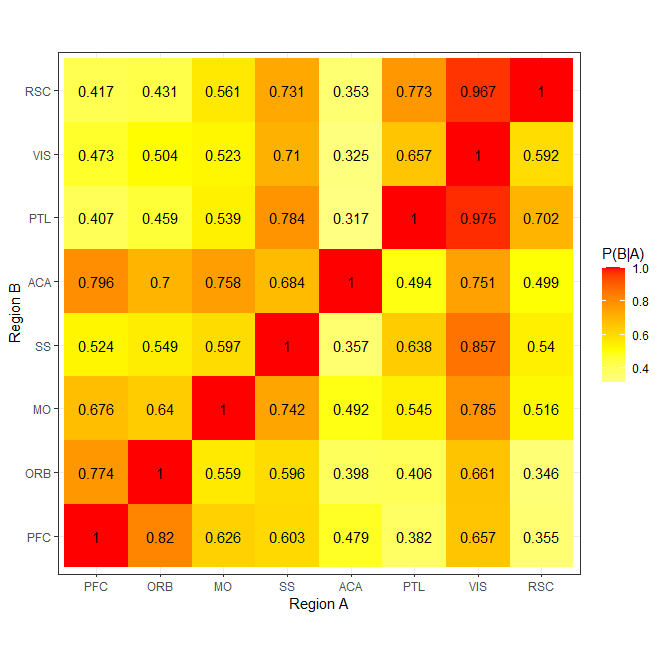 RSC 0.417 0.431 0.561 0.731 0.353 0.773 0.967 1
VIS 0.473 0.504 0.523 0.71 0.325 0.657 1 0.592
PTL 0.407 0.459 0.539 0.784 0.317 1 0.975 0.702
ACA 0.796 0.7 0.758 0.684 1 0.494 0.751 0.499
SS 0.524 0.549 0.597 1 0.357 0.638 0.857 0.54
MO 0.676 0.64 1 0.742 0.492 0.545 0.785 0.516
ORB 0.774 1 0.559 0.596 0.398 0.406 0.661 0.346
PFC 1 0.82 0.626 0.603 0.479 0.382 0.657 0.355
PFC ORB MO SS ACA PTL VIS RSC
Region A
Region B
P(B|A)
1.0
0.8
0.6
0.4